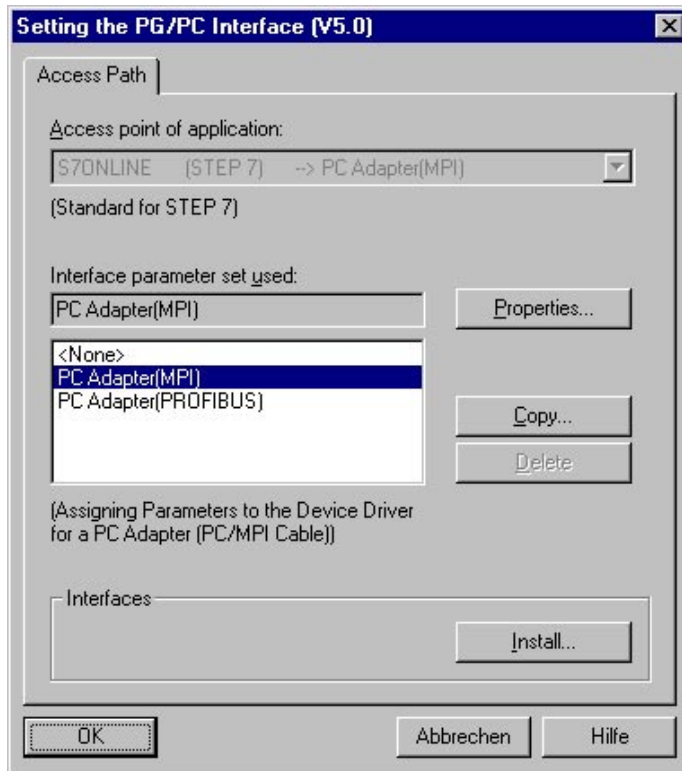 Setting the PG/PC Interface (V5.0)
Access Path
Access point of application:
S7ONLINE (STEP 7) --> PC Adapter(MPI)
(Standard for STEP 7)
Interface parameter set used:
PC Adapter(MPI)
Properties...
<None>
PC Adapter(MPI)
PC Adapter(PROFIBUS)
Copy...
Delete
(Assigning Parameters to the Device Driver
for a PC Adapter (PC/MPI Cable))
Interfaces
Install...
OK
Abbrechen
Hilfe